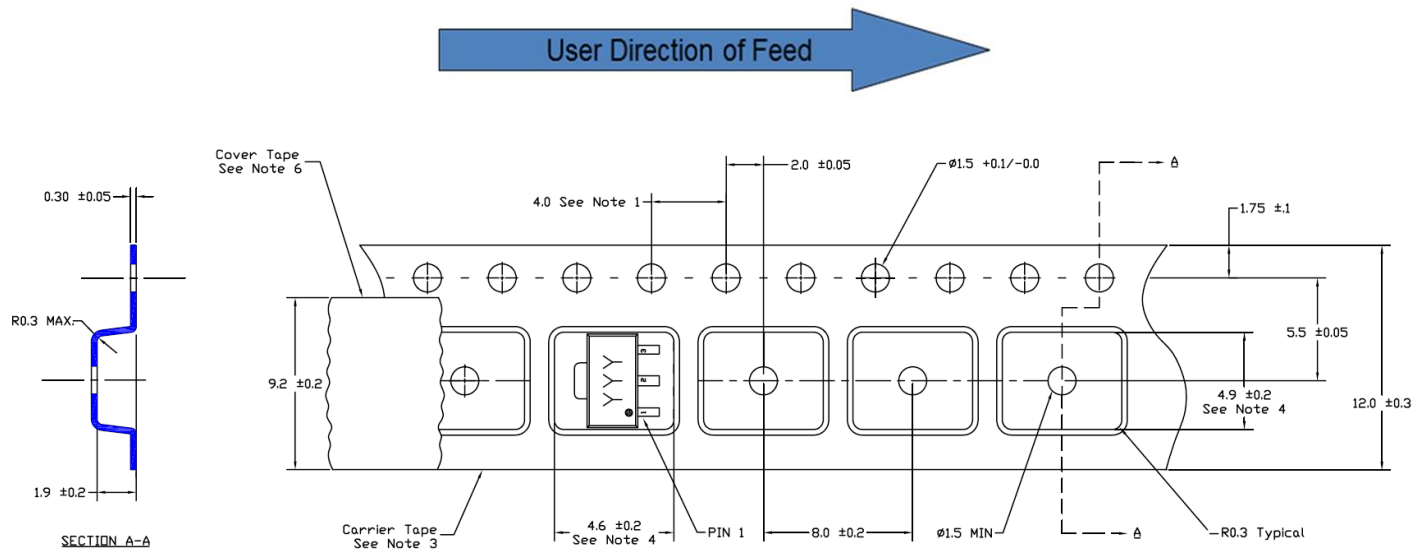 User Direction of Feed
Cover Tape
See Note 6
2.0 ±0.05
Ø1.5 +0.1/-0.0
A
0.30 ±0.05
4.0 See Note 1
1.75 ±.1
R0.3 MAX.
5.5 ±0.05
9.2 ±0.2
YYY
3
2
1
4.9 ±0.2
See Note 4
12.0 ±0.3
1.9 ±0.2
4.6 ±0.2
See Note 4
PIN 1
8.0 ±0.2
Ø1.5 MIN
A
R0.3 Typical
Carrier Tape
See Note 3
SECTION A-A